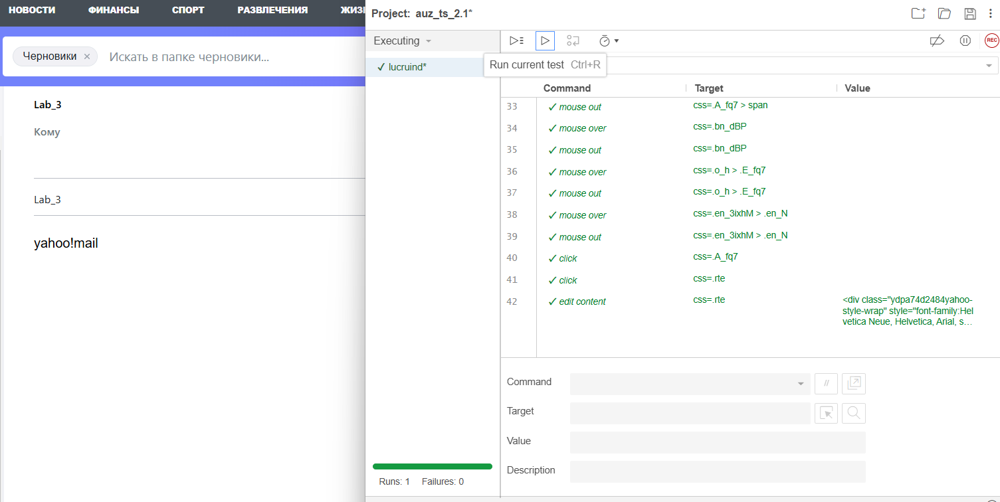 НОВОСТИ ФИНАНСЫ СПОРТ РАЗВЛЕЧЕНИЯ ЖИЗ
Черновики × Искать в папке черновики...
Lab_3
Кому
Lab_3
yahoo!mail
Project: auz_ts_2.1*
Executing
REC
✓ lucruind*
Run current test Ctrl+R
Command Target Value
33 ✓ mouse out css=.A_fq7 > span
34 ✓ mouse over css=.bn_dBP
35 ✓ mouse out css=.bn_dBP
36 ✓ mouse over css=.o_h > .E_fq7
37 ✓ mouse out css=.o_h > .E_fq7
38 ✓ mouse over css=.en_3ixhM > .en_N
39 ✓ mouse out css=.en_3ixhM > .en_N
40 ✓ click css=.A_fq7
41 ✓ click css=.rte
42 ✓ edit content css=.rte <div class="ydpa74d2484yahoo-
style-wrap" style="font-family:Hel
vetica Neue, Helvetica, Arial, s...
Command //
Target
Value
Description
Runs: 1 Failures: 0